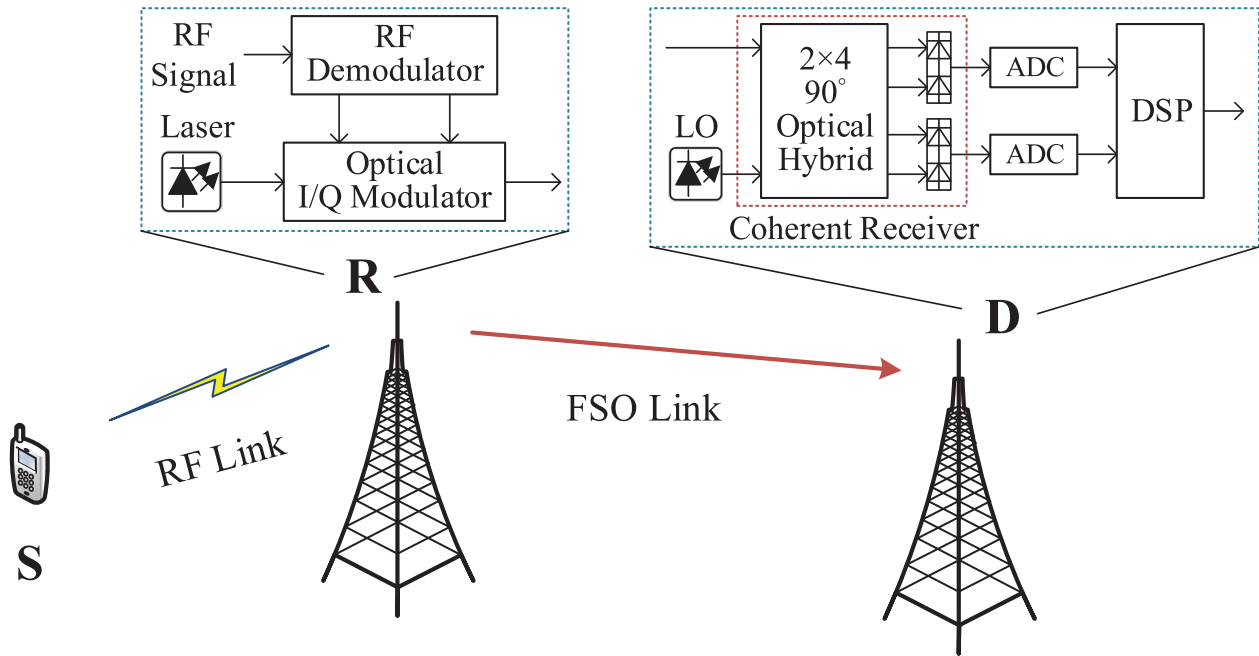 RF
Signal
RF
Demodulator
Laser
Optical
I/Q Modulator
2×4
90°
Optical
Hybrid
LO
ADC
ADC
DSP
Coherent Receiver
R
D
RF Link
FSO Link
S